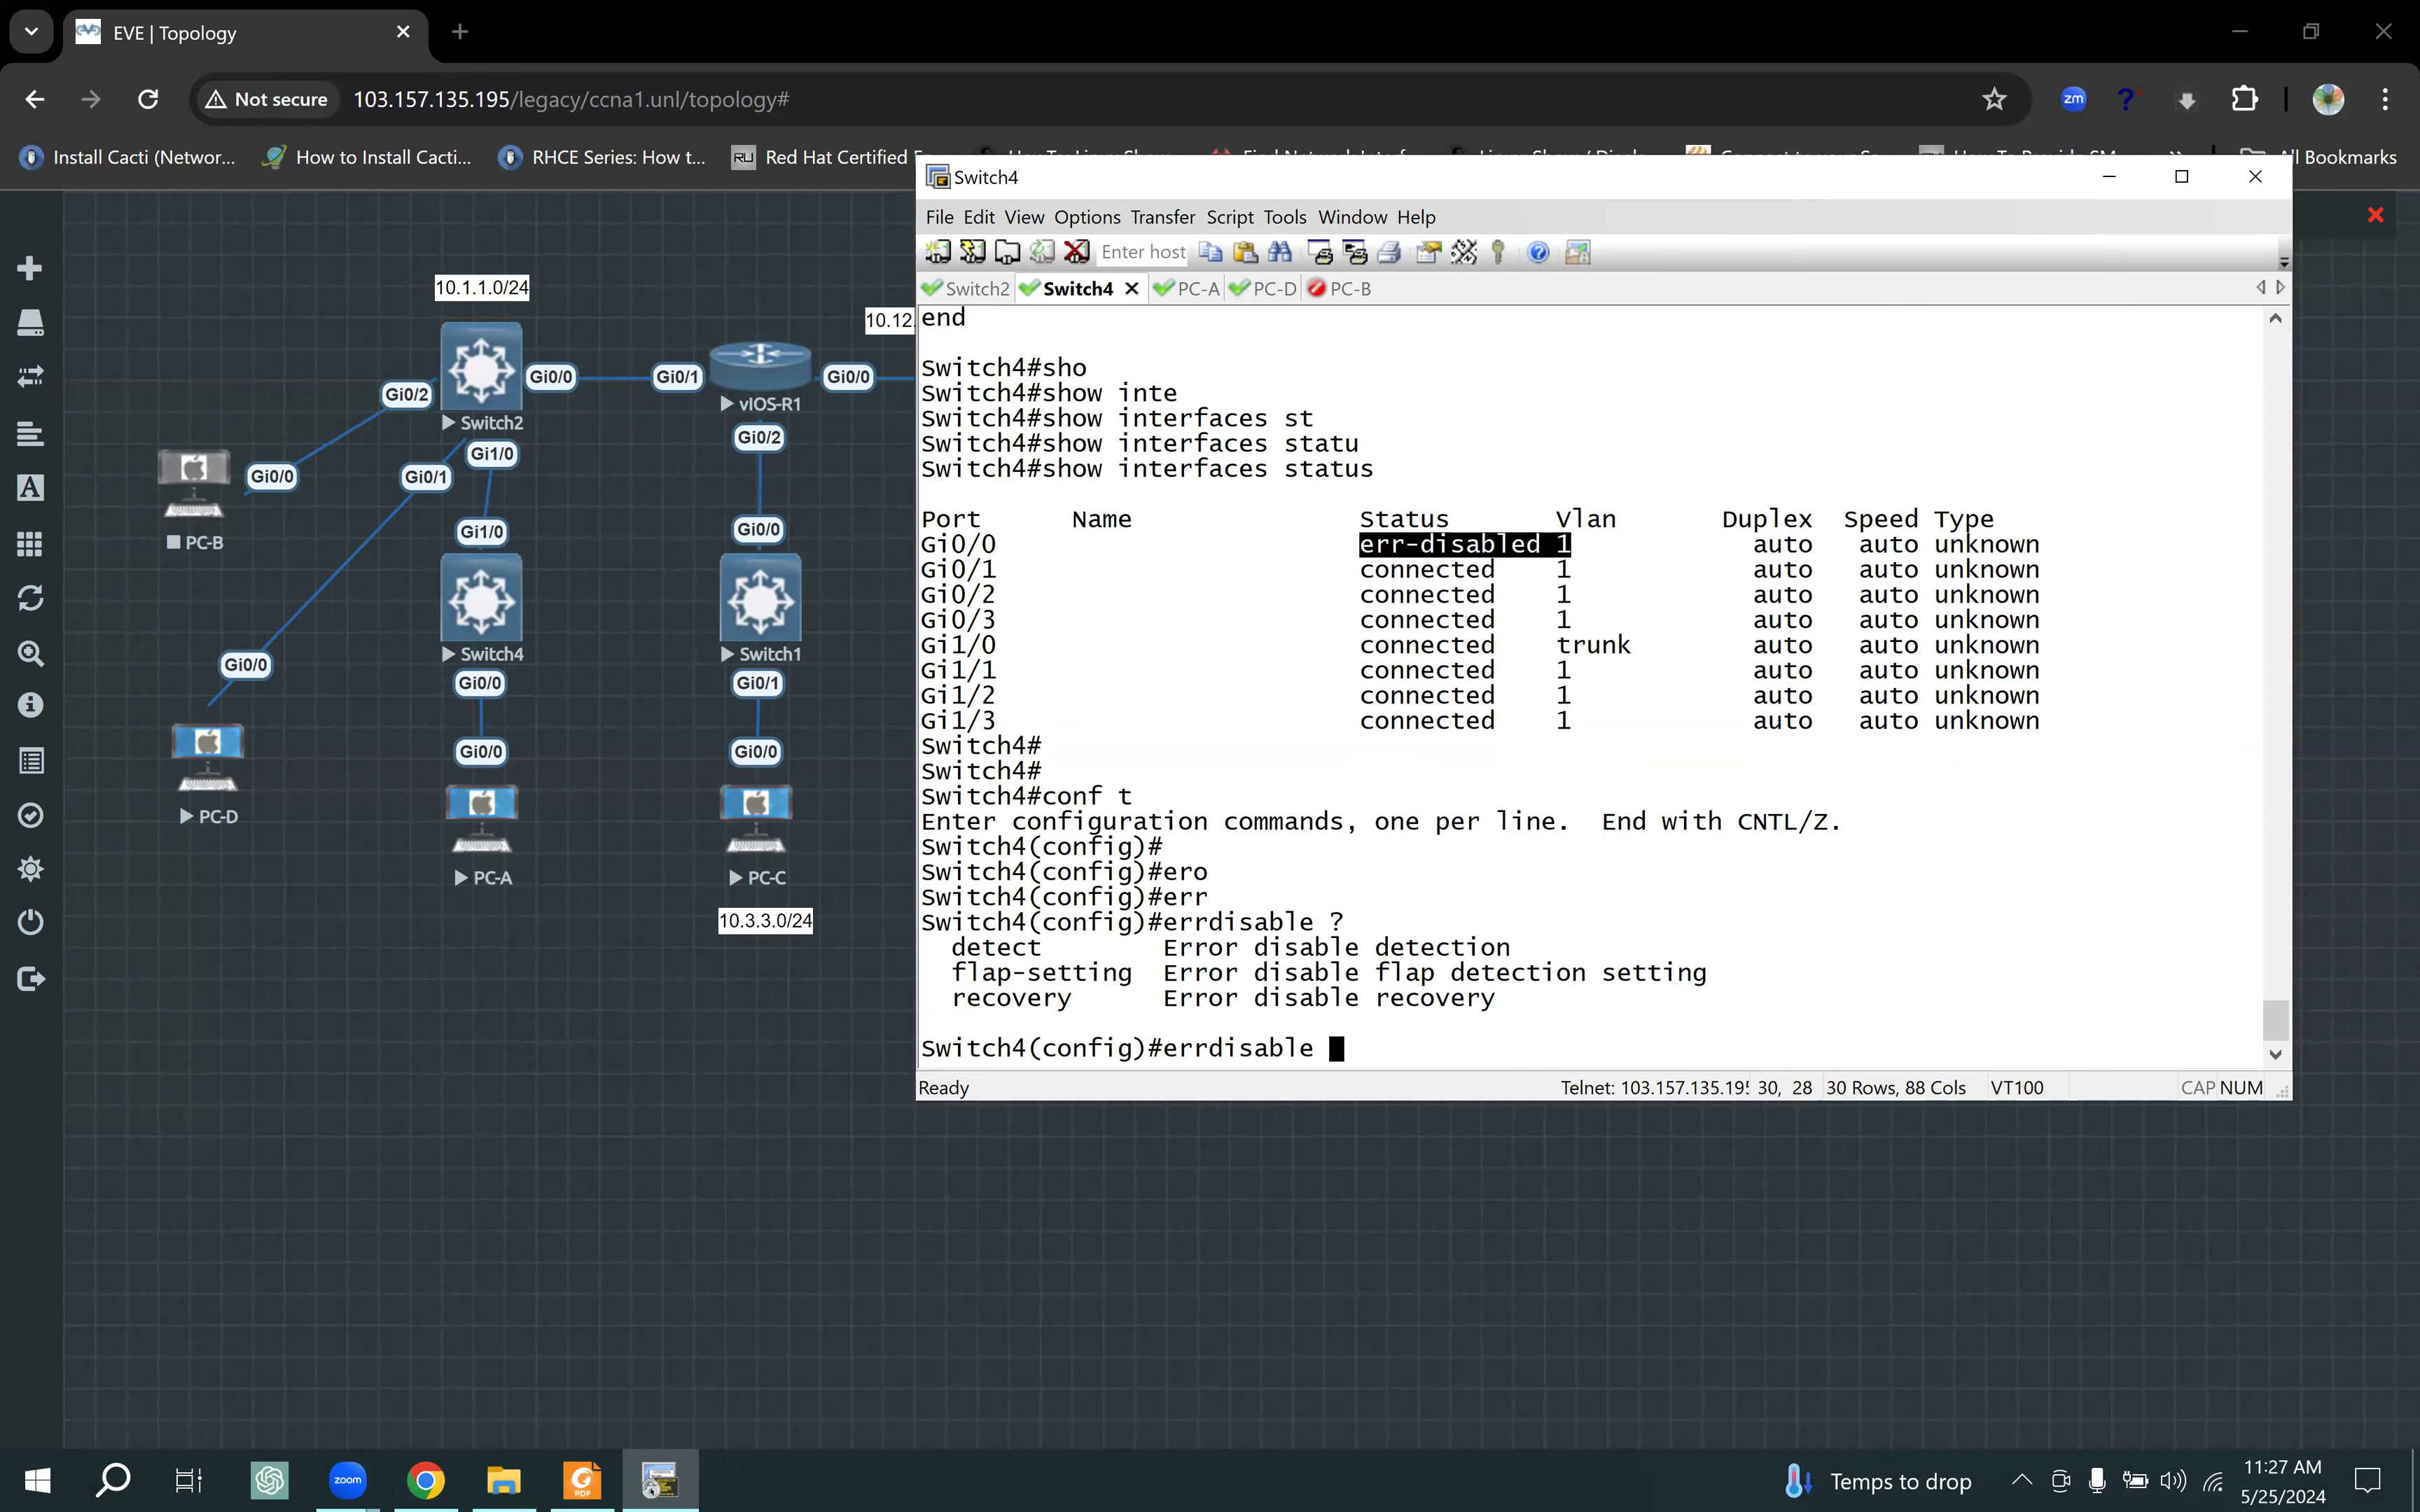 EVE | Topology
Not secure
103.157.135.195/legacy/ccna1.unl/topology#
zm
Install Cacti (Networ...
How to Install Cacti...
RHCE Series: How t...
RU
Red Hat Certified
All Bookmarks
10.1.1.0/24
10.12.
Gi0/2
Gi0/0
Gi0/1
Gi0/0
vIOS-R1
Switch2
Gi0/2
Gi1/0
Gi0/0
Gi0/1
PC-B
Gi1/0
Gi0/0
Switch4
Switch1
Gi0/0
Gi0/0
Gi0/1
Gi0/0
Gi0/0
PC-D
PC-A
PC-C
10.3.3.0/24
Switch4
File Edit View Options Transfer Script Tools Window Help
Enter host
Switch2 Switch4 PC-A PC-D PC-B
end
Switch4#sho
Switch4#show inte
Switch4#show interfaces st
Switch4#show interfaces statu
Switch4#show interfaces status
Port Name Status Vlan Duplex Speed Type
Gi0/0 err-disabled 1 auto auto unknown
Gi0/1 connected 1 auto auto unknown
Gi0/2 connected 1 auto auto unknown
Gi0/3 connected 1 auto auto unknown
Gi1/0 connected trunk auto auto unknown
Gi1/1 connected 1 auto auto unknown
Gi1/2 connected 1 auto auto unknown
Gi1/3 connected 1 auto auto unknown
Switch4#
Switch4#
Switch4#conf t
Enter configuration commands, one per line. End with CNTL/Z.
Switch4(config)#
Switch4(config)#ero
Switch4(config)#err
Switch4(config)#errdisable ?
detect Error disable detection
flap-setting Error disable flap detection setting
recovery Error disable recovery
Switch4(config)#errdisable
Ready
Telnet: 103.157.135.195 30, 28 30 Rows, 88 Cols VT100 CAP NUM
zoom
PDF
Temps to drop
11:27 AM
5/25/2024